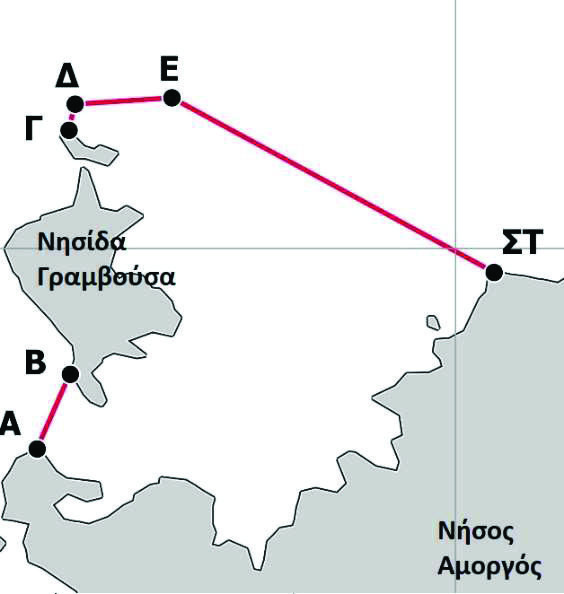 Δ
Ε
Γ
ΣΤ
Νησίδα
Γραμβούσα
Β
Α
Νήσος
Αμοργός